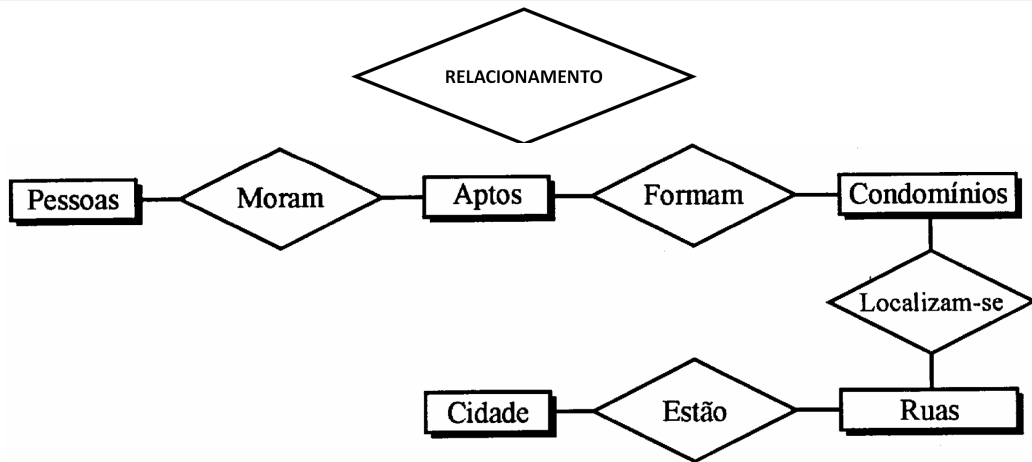 RELACIONAMENTO
Pessoas Moram Aptos Formam Condomínios
Localizam-se
Cidade Estão Ruas